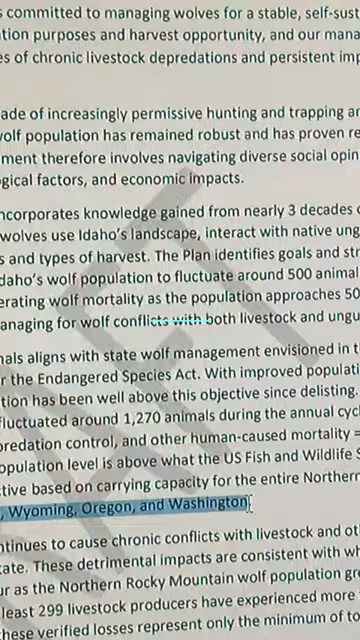 s committed to managing wolves for a stable, self-sust
tion purposes and harvest opportunity, and our mana
es of chronic livestock depredations and persistent imp
ade of increasingly permissive hunting and trapping an
wolf population has remained robust and has proven re
ment therefore involves navigating diverse social opin
gical factors, and economic impacts.
ncorporates knowledge gained from nearly 3 decades o
wolves use Idaho's landscape, interact with native ung
s and types of harvest. The Plan identifies goals and str
daho's wolf population to fluctuate around 500 animal
erating wolf mortality as the population approaches 50
anaging for wolf conflicts with both livestock and ungu
nals aligns with state wolf management envisioned in t
r the Endangered Species Act. With improved populati
tion has been well above this objective since delisting.
fluctuated around 1,270 animals during the annual cyc
predation control, and other human-caused mortality =
opulation level is above what the US Fish and Wildlife S
ctive based on carrying capacity for the entire Northern
, Wyoming, Oregon, and Washington
ntinues to cause chronic conflicts with livestock and ot
tate. These detrimental impacts are consistent with wh
ur as the Northern Rocky Mountain wolf population gr
least 299 livestock producers have experienced more
these verified losses represent only the minimum of to